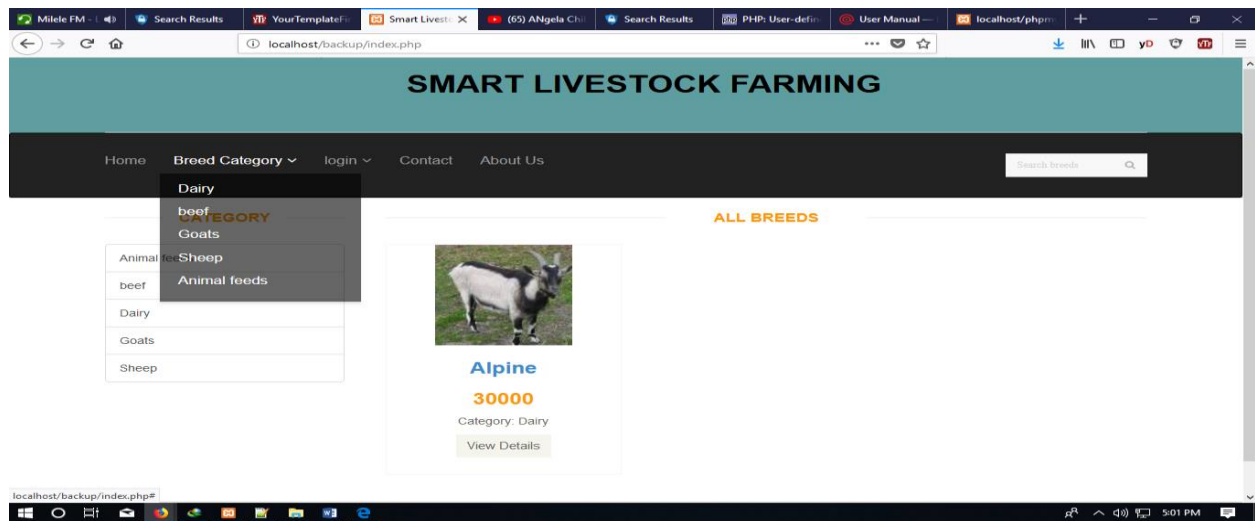 Milele FM - (
Search Results
YourTemplateFi
Smart Livesto
(65) ANgela Chi
Search Results
PHP: User-defin
User Manual —
localhost/phpm
localhost/backup/index.php
SMART LIVESTOCK FARMING
Home Breed Category login Contact About Us
Search breeds
Dairy
beef
Goats
Sheep
Animal feeds
CATEGORY
Animal feeds
beef
Dairy
Goats
Sheep
ALL BREEDS
Alpine
30000
Category: Dairy
View Details
localhost/backup/index.php#
5:01 PM